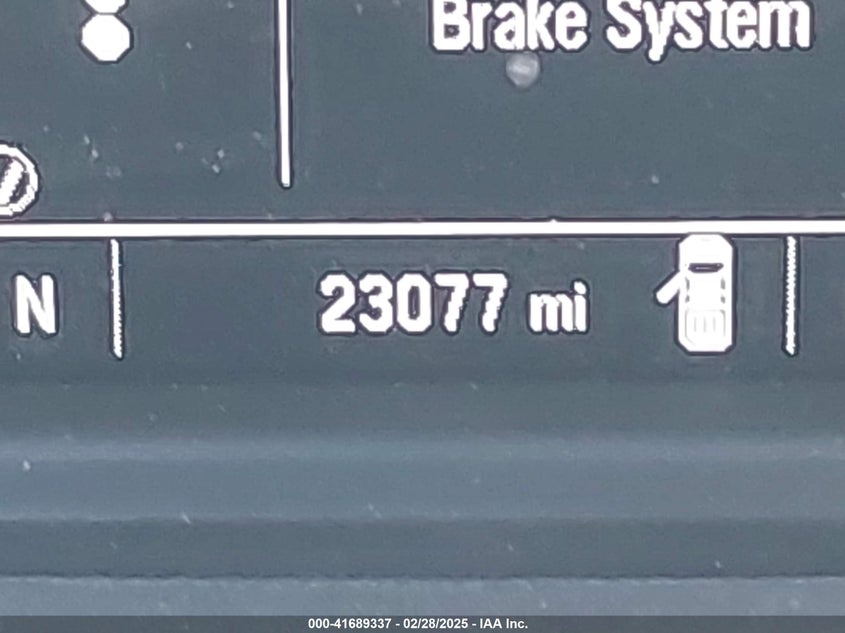 Brake System
N 23077 mi
000-41689337 - 02/28/2025 - IAA Inc.